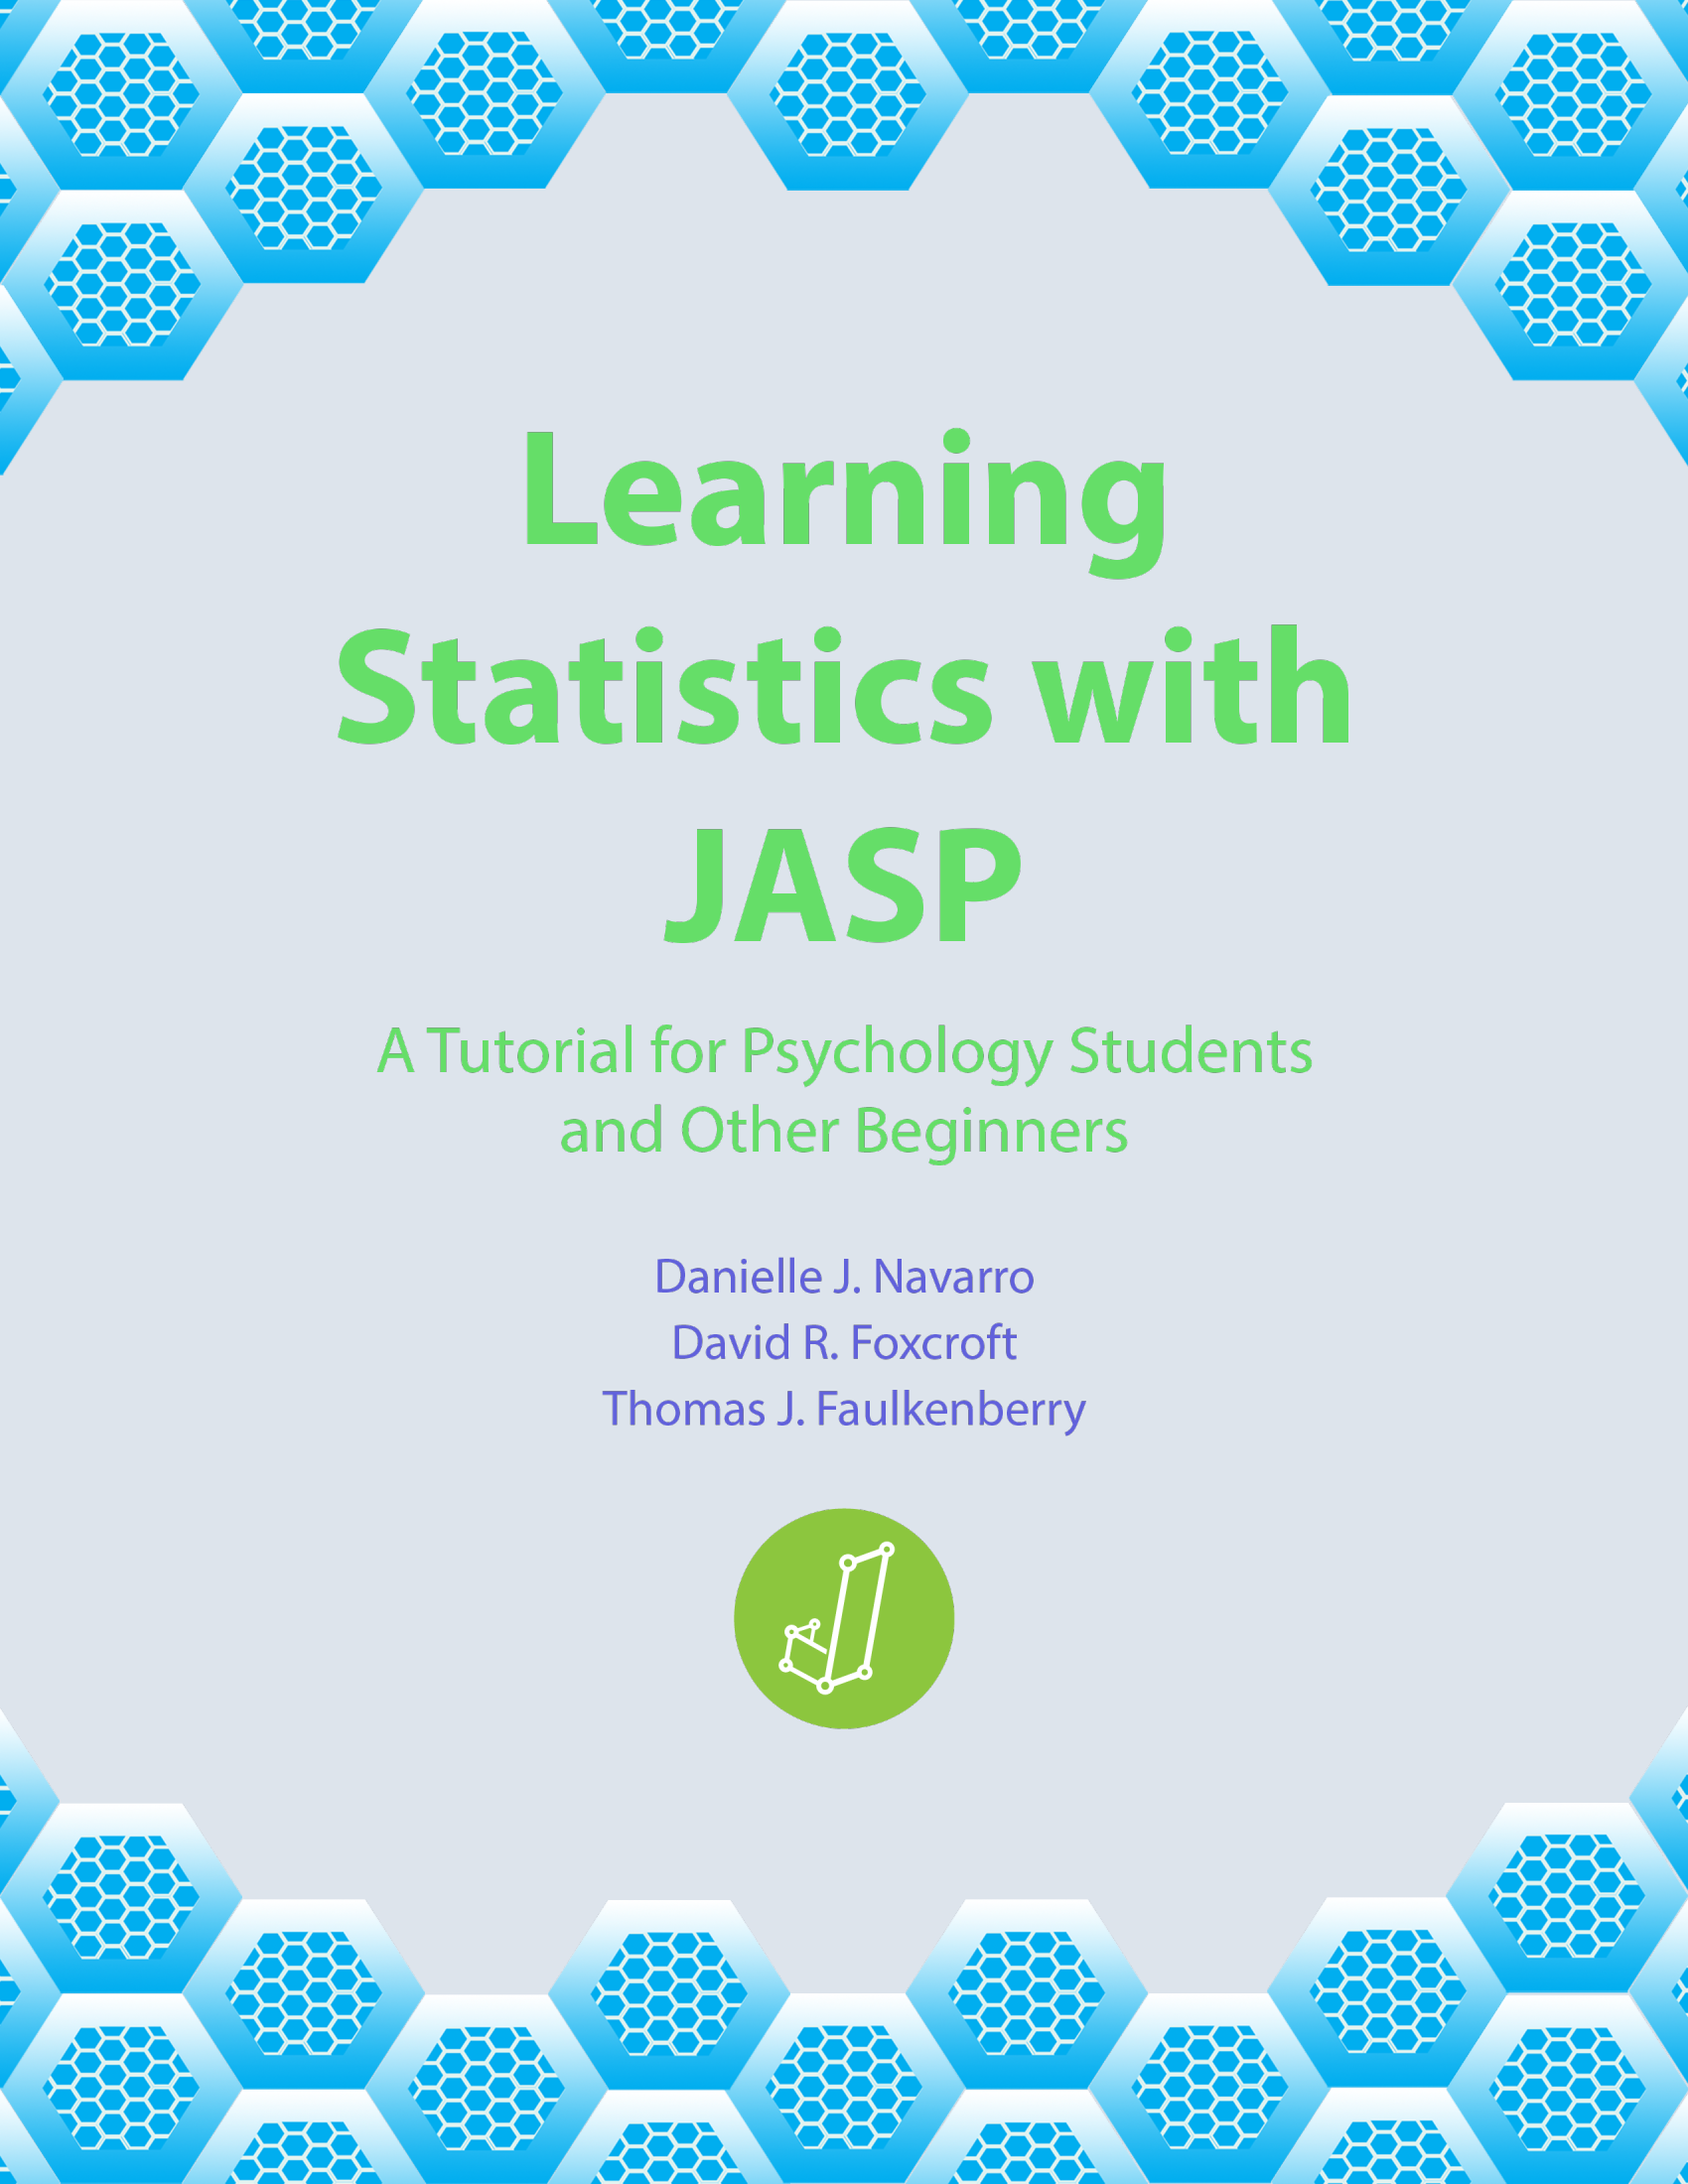 Learning
Statistics with
JASP
A Tutorial for Psychology Students
and Other Beginners
Danielle J. Navarro
David R. Foxcroft
Thomas J. Faulkenberry